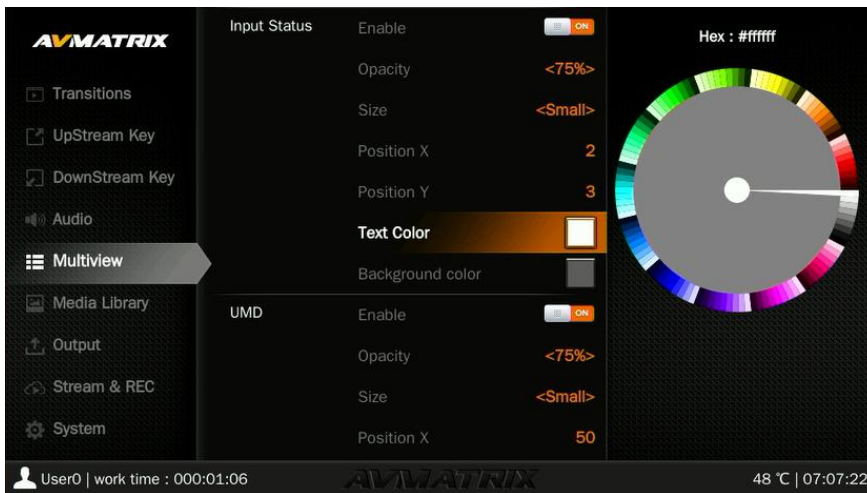 AVMATRIX
Transitions
UpStream Key
DownStream Key
Audio
Multiview
Media Library
Output
Stream & REC
System
Input Status
Enable
ON
Opacity
<75%>
Size
<Small>
Position X
2
Position Y
3
Text Color
Background color
UMD
Enable
ON
Opacity
<75%>
Size
<Small>
Position X
50
Hex : #ffffff
User0 | work time : 000:01:06
AVMATRIX
48 ℃ | 07:07:22